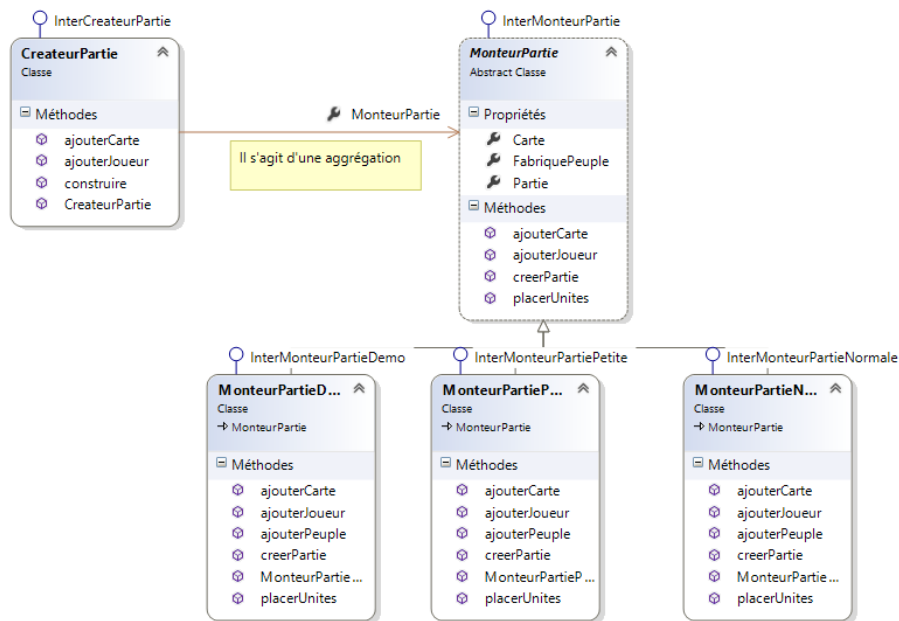 InterCreateurPartie
CreateurPartie
Classe
Méthodes
ajouterCarte
ajouterJoueur
construire
CreateurPartie
MonteurPartie
Il s'agit d'une aggrégation
InterMonteurPartie
MonteurPartie
Abstract Classe
Propriétés
Carte
FabriquePeuple
Partie
Méthodes
ajouterCarte
ajouterJoueur
creerPartie
placerUnites
InterMonteurPartieDemo
MonteurPartieD...
Classe
MonteurPartie
Méthodes
ajouterCarte
ajouterJoueur
ajouterPeuple
creerPartie
MonteurPartie...
placerUnites
InterMonteurPartiePetite
MonteurPartieP...
Classe
MonteurPartie
Méthodes
ajouterCarte
ajouterJoueur
ajouterPeuple
creerPartie
MonteurPartieP...
placerUnites
InterMonteurPartieNormale
MonteurPartieN...
Classe
MonteurPartie
Méthodes
ajouterCarte
ajouterJoueur
ajouterPeuple
creerPartie
MonteurPartie...
placerUnites